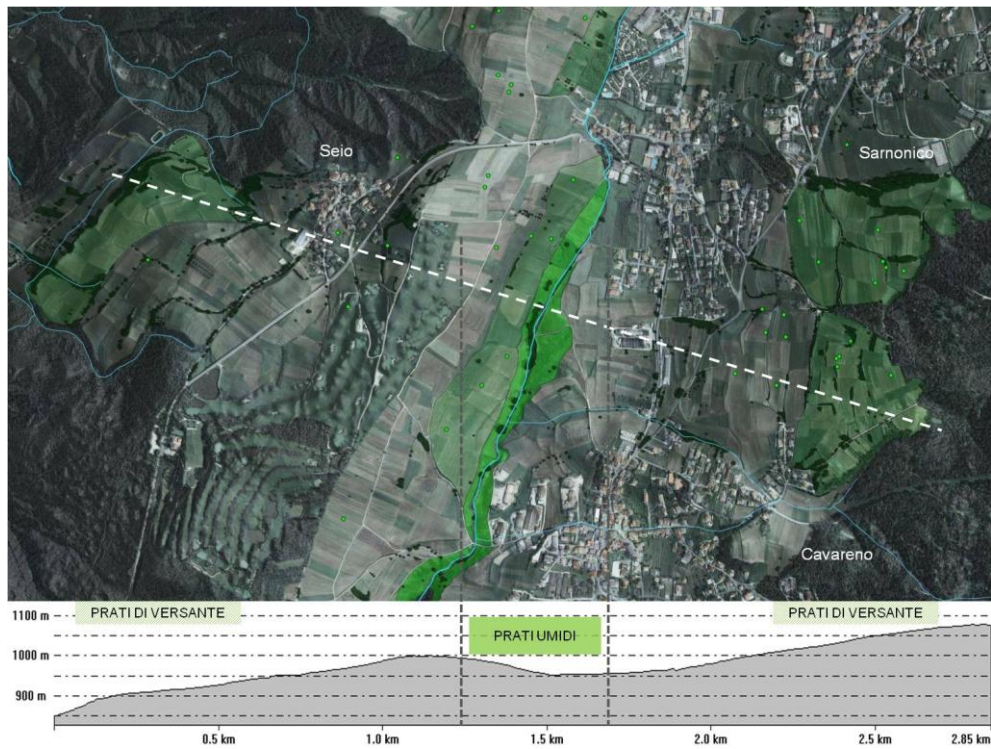 Seio
Sarnonico
Cavareno
PRATI DI VERSANTE
PRATI UMIDI
PRATI DI VERSANTE
1100 m
1000 m
900 m
0.5 km
1.0 km
1.5 km
2.0 km
2.5 km
2.85 km